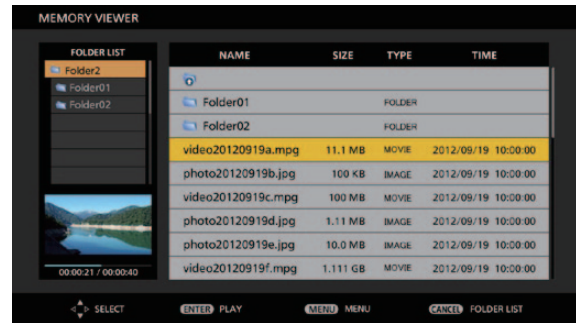 MEMORY VIEWER
FOLDER LIST
Folder2
Folder01
Folder02
00:00:21 / 00:00:40
NAME SIZE TYPE TIME
Folder01 FOLDER
Folder02 FOLDER
video20120919a.mpg 11.1 MB MOVIE 2012/09/19 10:00:00
photo20120919b.jpg 100 KB IMAGE 2012/09/19 10:00:00
video20120919c.mpg 100 MB MOVIE 2012/09/19 10:00:00
photo20120919d.jpg 1.11 MB IMAGE 2012/09/19 10:00:00
photo20120919e.jpg 10.0 MB IMAGE 2012/09/19 10:00:00
video20120919f.mpg 1.111 GB MOVIE 2012/09/19 10:00:00
SELECT ENTER PLAY MENU MENU CANCEL FOLDER LIST